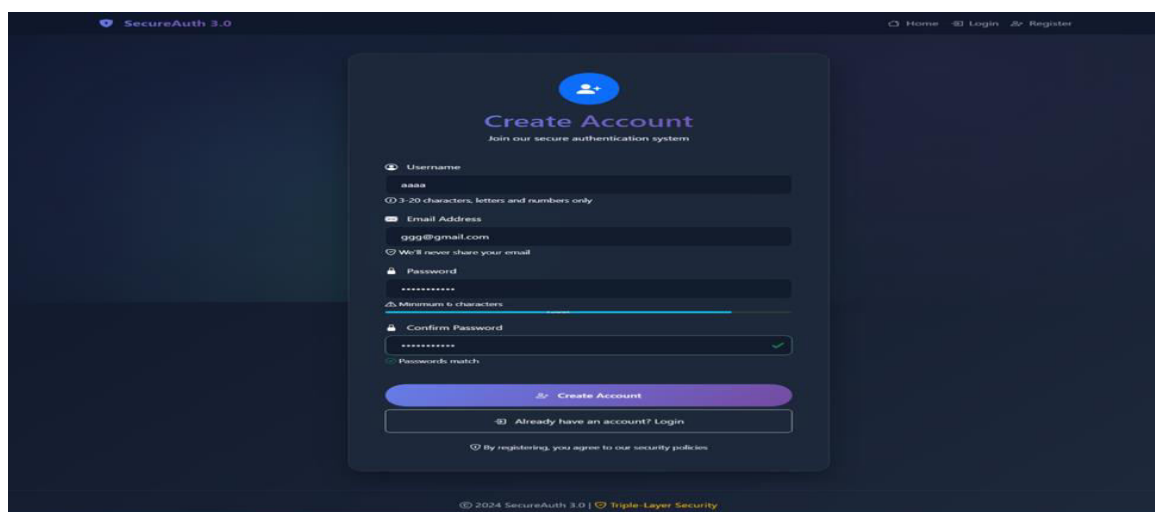 SecureAuth 3.0
Home Login Register
Create Account
Join our secure authentication system
Username
aaaa
3-20 characters, letters and numbers only
Email Address
ggg@gmail.com
We'll never share your email
Password
•••••••••••
Minimum 6 characters
Confirm Password
•••••••••••
Passwords match
Create Account
Already have an account? Login
By registering, you agree to our security policies
© 2024 SecureAuth 3.0 | Triple-Layer Security